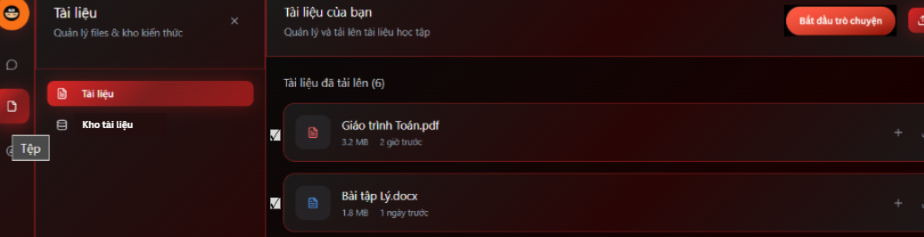 Tài liệu
Quản lý files & kho kiến thức
Tài liệu
Kho tài liệu
Tệp
Tài liệu của bạn
Quản lý và tải lên tài liệu học tập
Bắt đầu trò chuyện
Tài liệu đã tải lên (6)
Giáo trình Toán.pdf
3.2 MB 2 giờ trước
Bài tập Lý.docx
1.8 MB 1 ngày trước